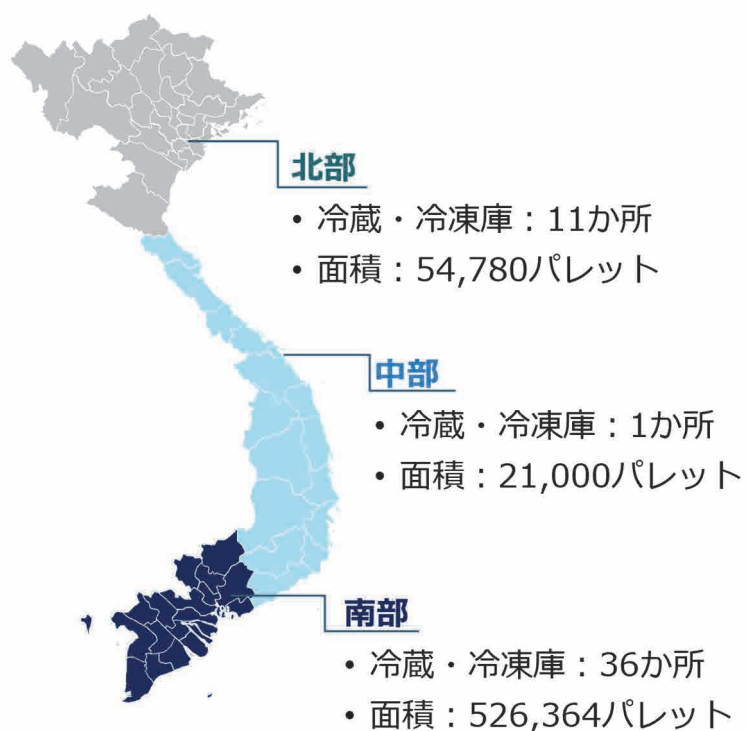 北部
• 冷蔵・冷凍庫：11か所
• 面積：54,780パレット
中部
• 冷蔵・冷凍庫：1か所
• 面積：21,000パレット
南部
• 冷蔵・冷凍庫：36か所
• 面積：526,364パレット